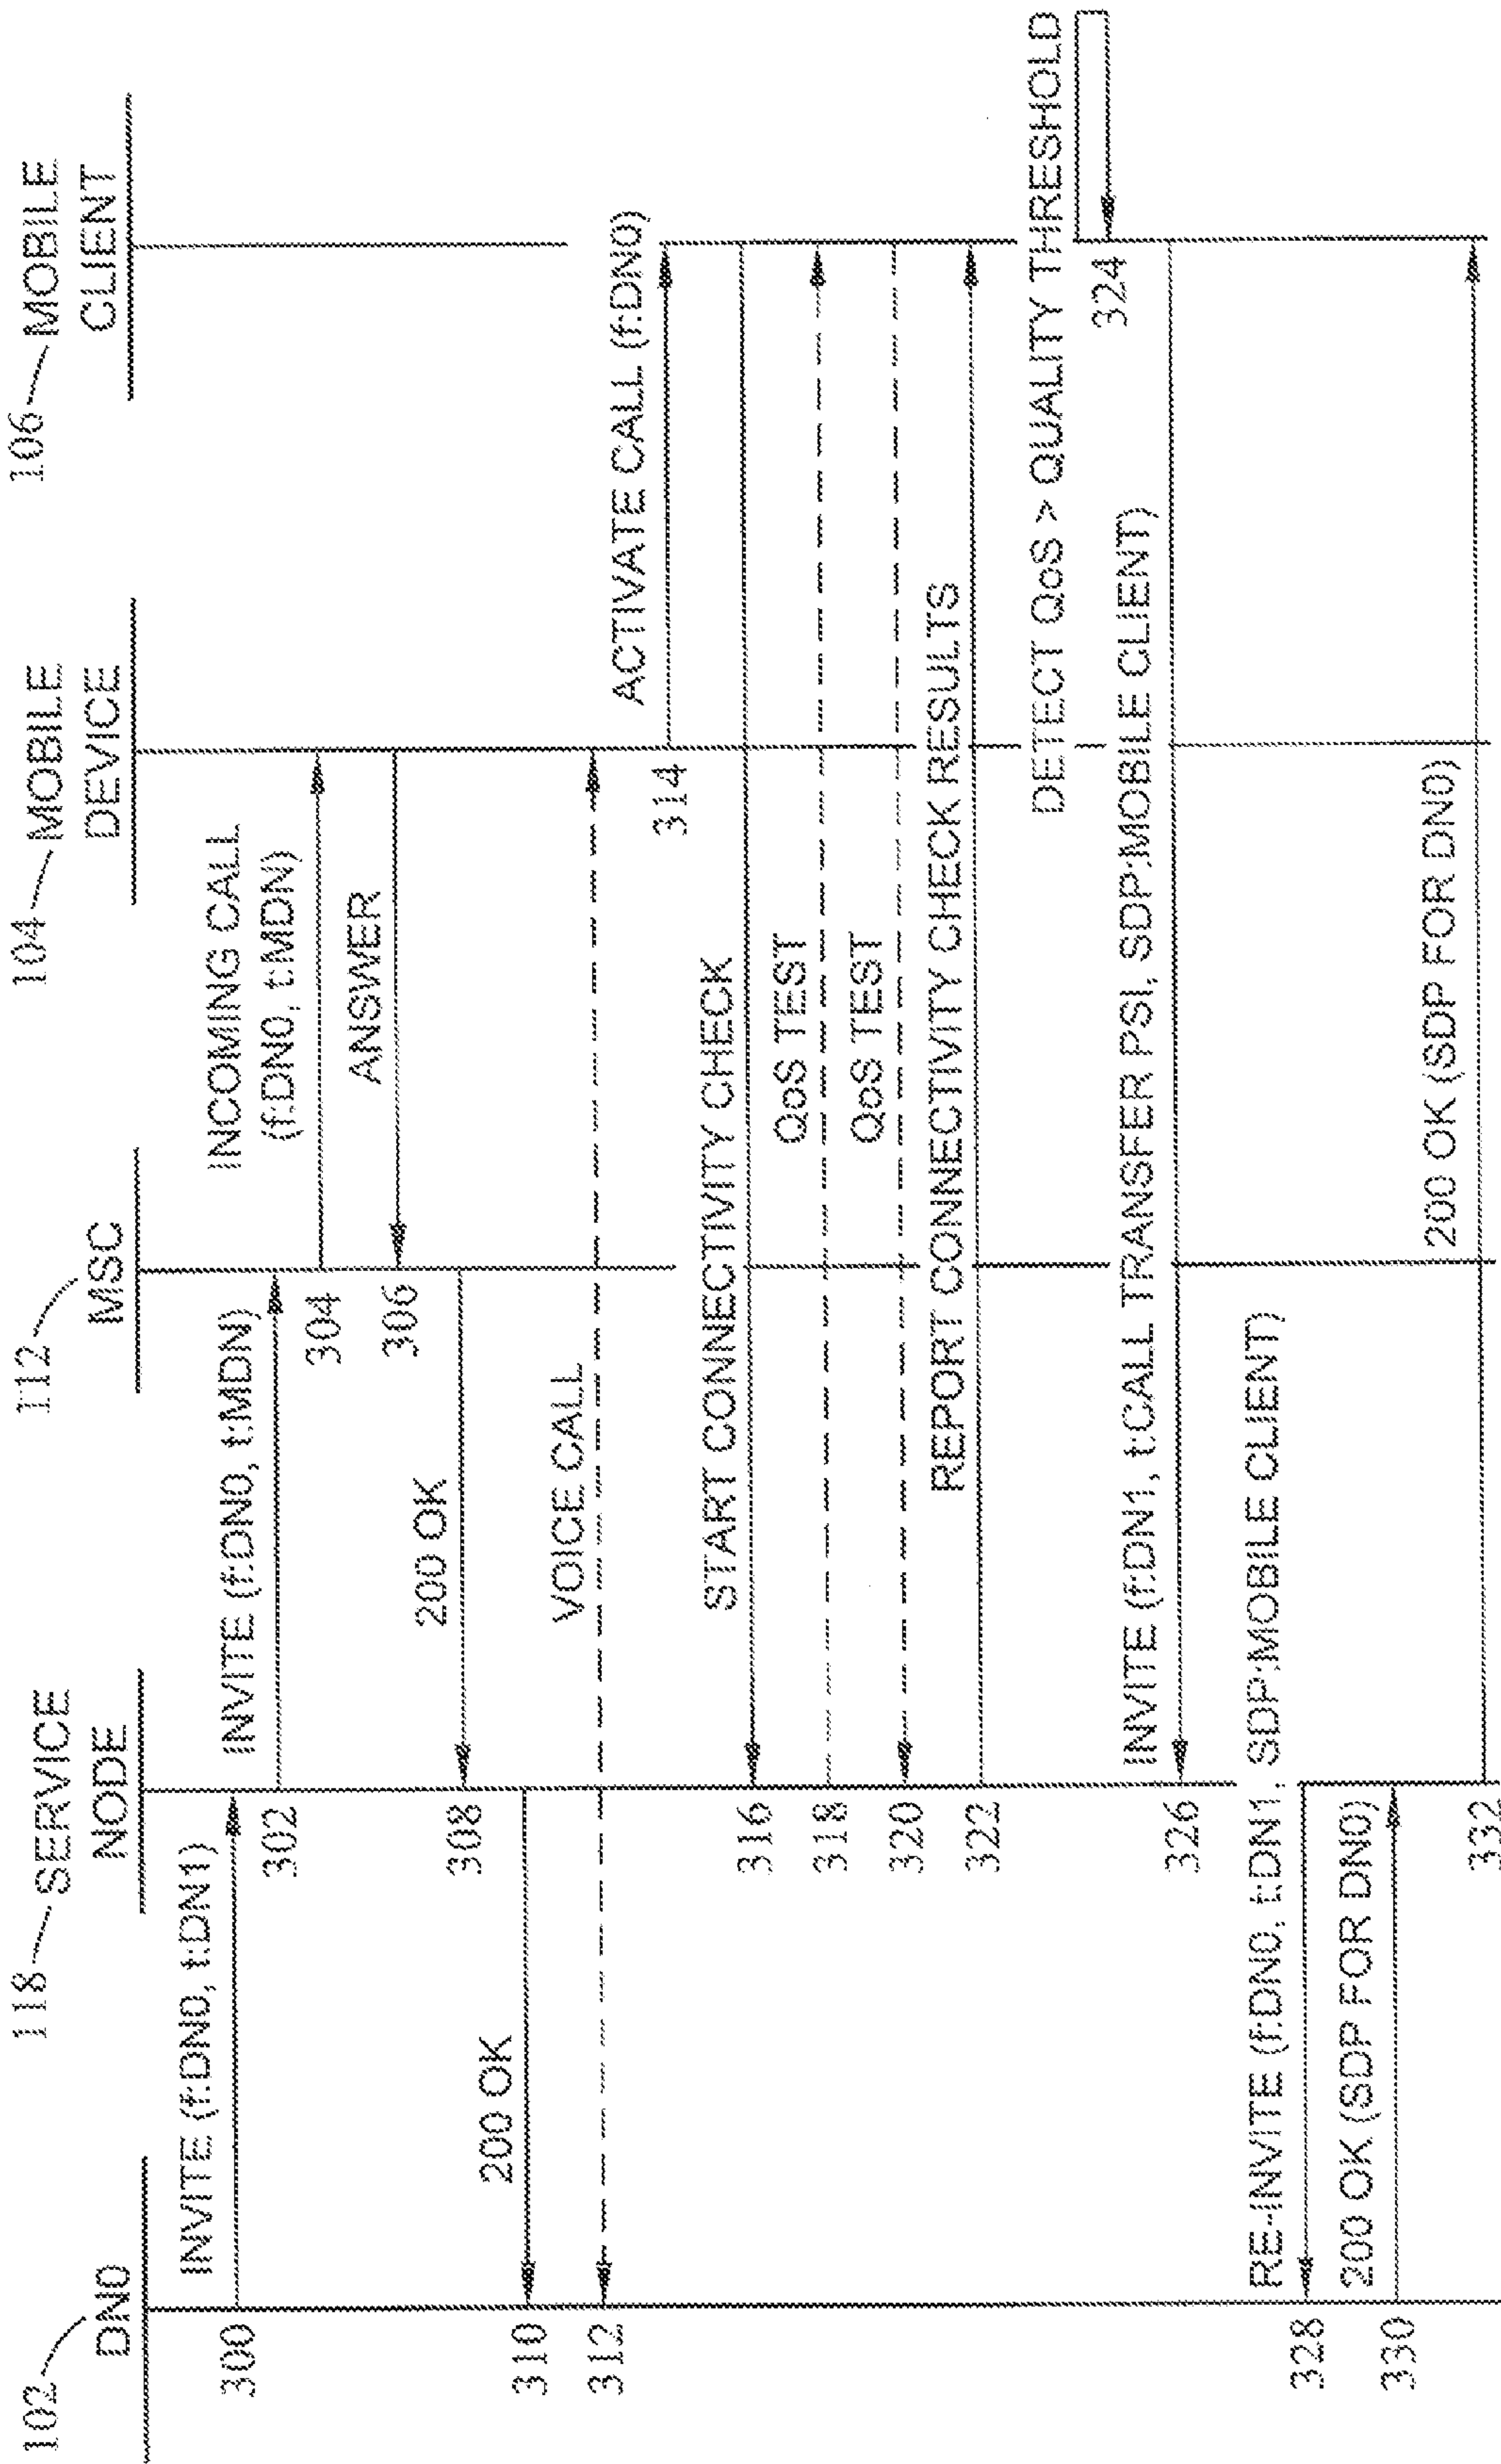 102
DN0
118
SERVICE
NODE
112
MSC
104
MOBILE
DEVICE
106
MOBILE
CLIENT
INVITE (f:DN0, t:DN1)
300
INVITE (f:DN0, t:MDN)
302
INCOMING CALL
(f:DN0, t:MDN)
304
ANSWER
306
200 OK
308
200 OK
310
VOICE CALL
312
ACTIVATE CALL (f:DN0)
314
START CONNECTIVITY CHECK
316
QoS TEST
318
QoS TEST
320
REPORT CONNECTIVITY CHECK RESULTS
322
DETECT QoS > QUALITY THRESHOLD
324
INVITE (f:DN1, t:CALL TRANSFER PSI, SDP:MOBILE CLIENT)
326
RE-INVITE (f:DN0, t:DN1, SDP:MOBILE CLIENT)
328
200 OK (SDP FOR DN0)
330
200 OK (SDP FOR DN0)
332